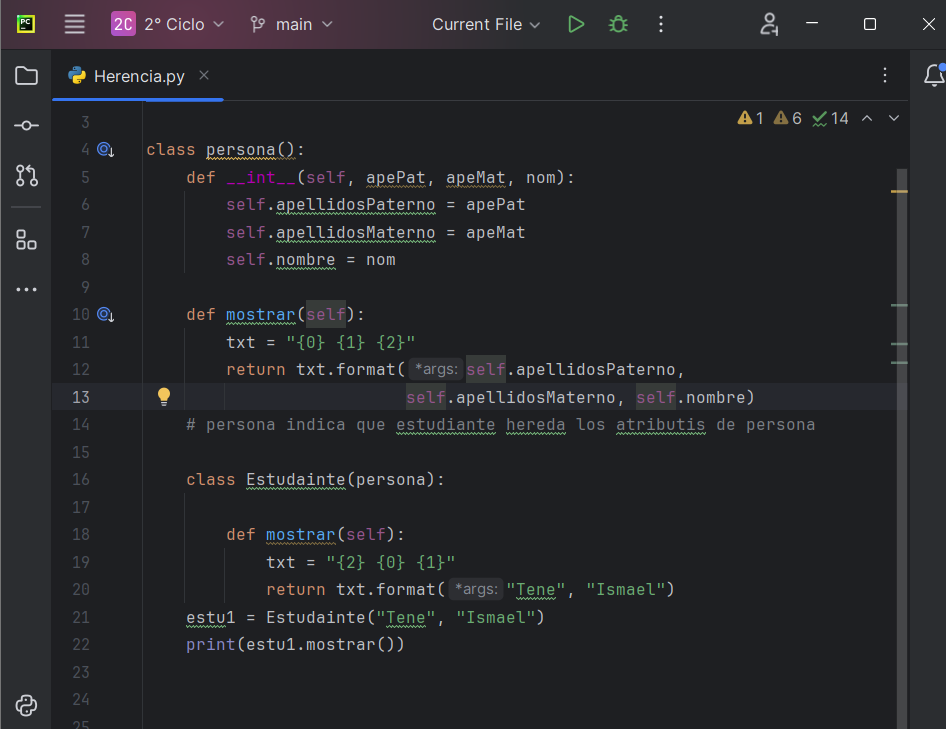 PC
2C 2° Ciclo main Current File
Herencia.py
1 6 14
3
4 class persona():
5 def __int__(self, apePat, apeMat, nom):
6 self.apellidosPaterno = apePat
7 self.apellidosMaterno = apeMat
8 self.nombre = nom
9
10 def mostrar(self):
11 txt = "{0} {1} {2}"
12 return txt.format( *args: self.apellidosPaterno,
13 self.apellidosMaterno, self.nombre)
14 # persona indica que estudiante hereda los atributis de persona
15
16 class Estudainte(persona):
17
18 def mostrar(self):
19 txt = "{2} {0} {1}"
20 return txt.format( *args: "Tene", "Ismael")
21 estu1 = Estudainte("Tene", "Ismael")
22 print(estu1.mostrar())
23
24
25